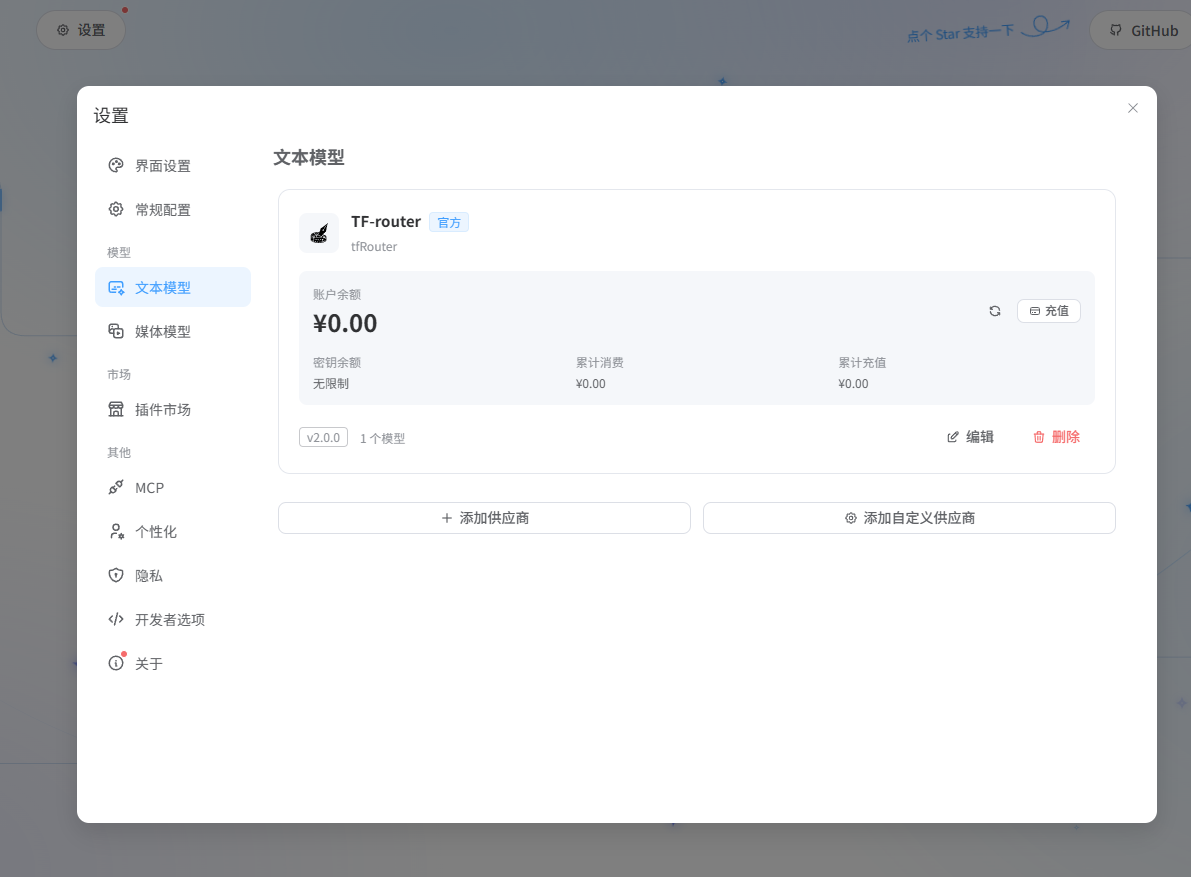 设置
点个 Star 支持一下
GitHub
设置
界面设置
常规配置
模型
文本模型
媒体模型
市场
插件市场
其他
MCP
个性化
隐私
开发者选项
关于
文本模型
TF-router 官方
tfRouter
账户余额
¥0.00
充值
密钥余额 累计消费 累计充值
无限制 ¥0.00 ¥0.00
v2.0.0 1 个模型 编辑 删除
添加供应商 添加自定义供应商